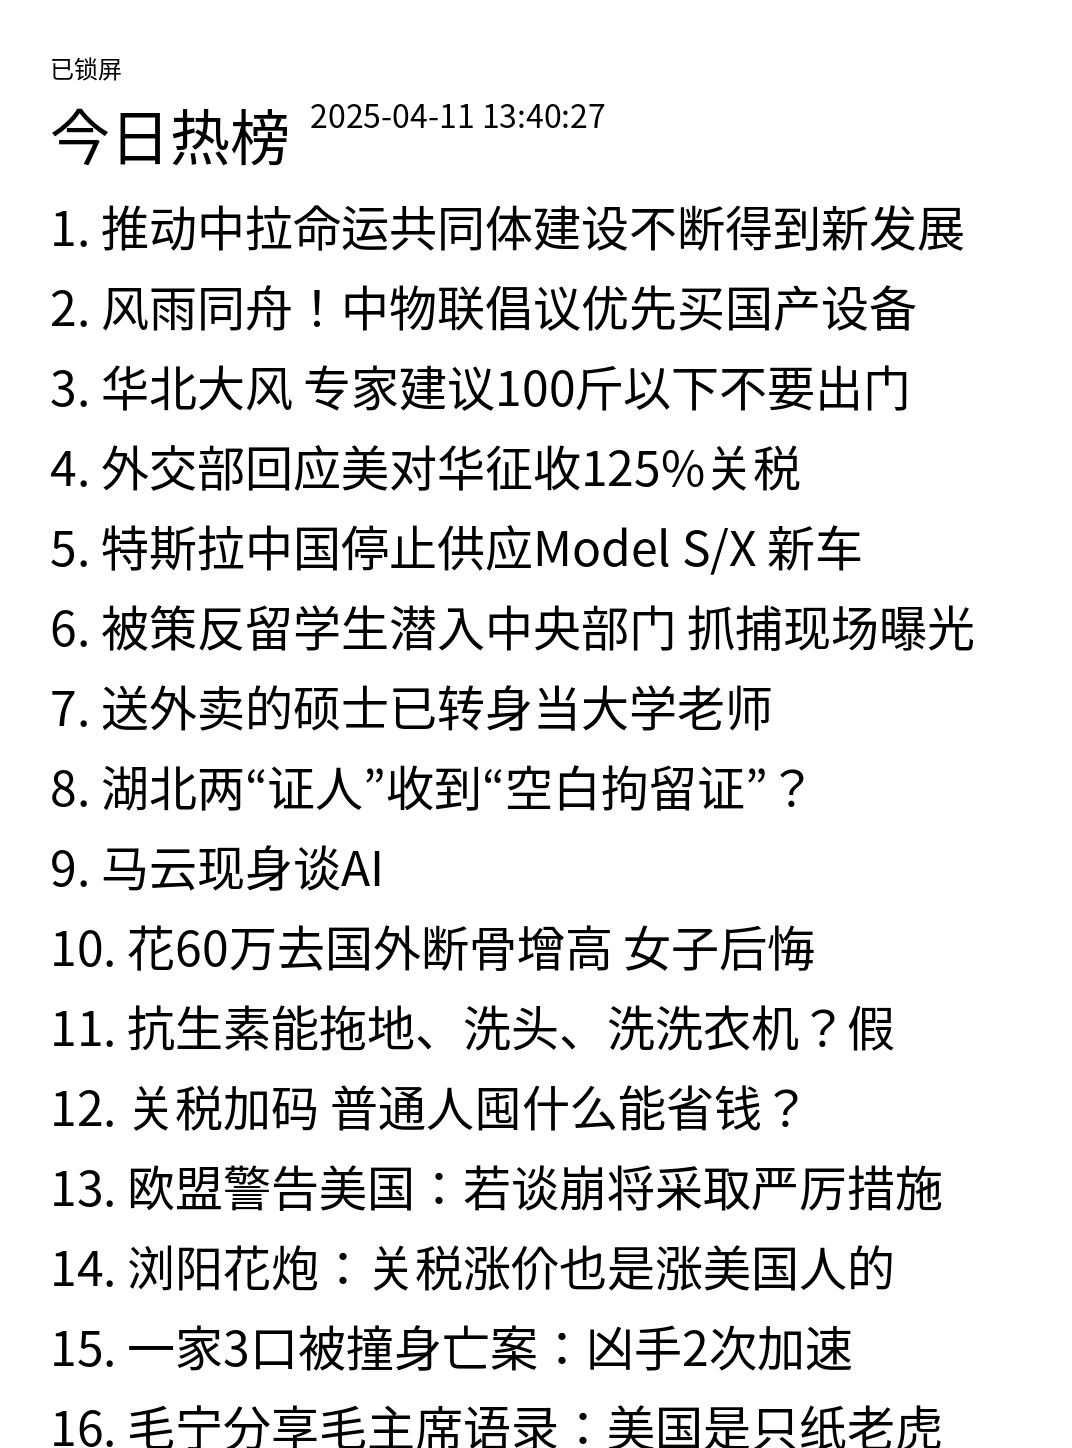 已锁屏
今日热榜 2025-04-11 13:40:27
1. 推动中拉命运共同体建设不断得到新发展
2. 风雨同舟！中物联倡议优先买国产设备
3. 华北大风 专家建议100斤以下不要出门
4. 外交部回应美对华征收125%关税
5. 特斯拉中国停止供应Model S/X 新车
6. 被策反留学生潜入中央部门 抓捕现场曝光
7. 送外卖的硕士已转身当大学老师
8. 湖北两“证人”收到“空白拘留证”？
9. 马云现身谈AI
10. 花60万去国外断骨增高 女子后悔
11. 抗生素能拖地、洗头、洗洗衣机？假
12. 关税加码 普通人囤什么能省钱？
13. 欧盟警告美国：若谈崩将采取严厉措施
14. 浏阳花炮：关税涨价也是涨美国人的
15. 一家3口被撞身亡案：凶手2次加速
16. 毛宁分享毛主席语录：美国是只纸老虎